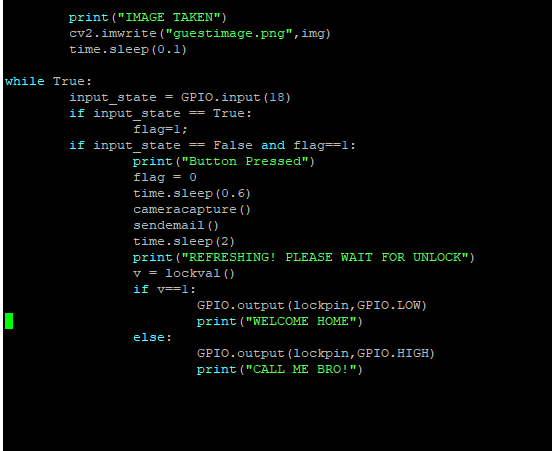 print("IMAGE TAKEN")
cv2.imwrite("guestimage.png",img)
time.sleep(0.1)
while True:
input_state = GPIO.input(18)
if input_state == True:
flag=1;
if input_state == False and flag==1:
print("Button Pressed")
flag = 0
time.sleep(0.6)
cameracapture()
sendemail()
time.sleep(2)
print("REFRESHING! PLEASE WAIT FOR UNLOCK")
v = lockval()
if v==1:
GPIO.output(lockpin,GPIO.LOW)
print("WELCOME HOME")
else:
GPIO.output(lockpin,GPIO.HIGH)
print("CALL ME BRO!")